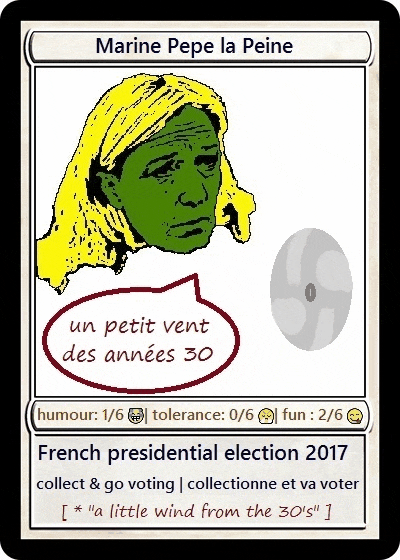 Marine Pepe la Peine
un petit vent
des années 30
humour: 1/6 😹| tolerance: 0/6 😔| fun : 2/6 😋
French presidential election 2017
collect & go voting | collectionne et va voter
[ * "a little wind from the 30's" ]